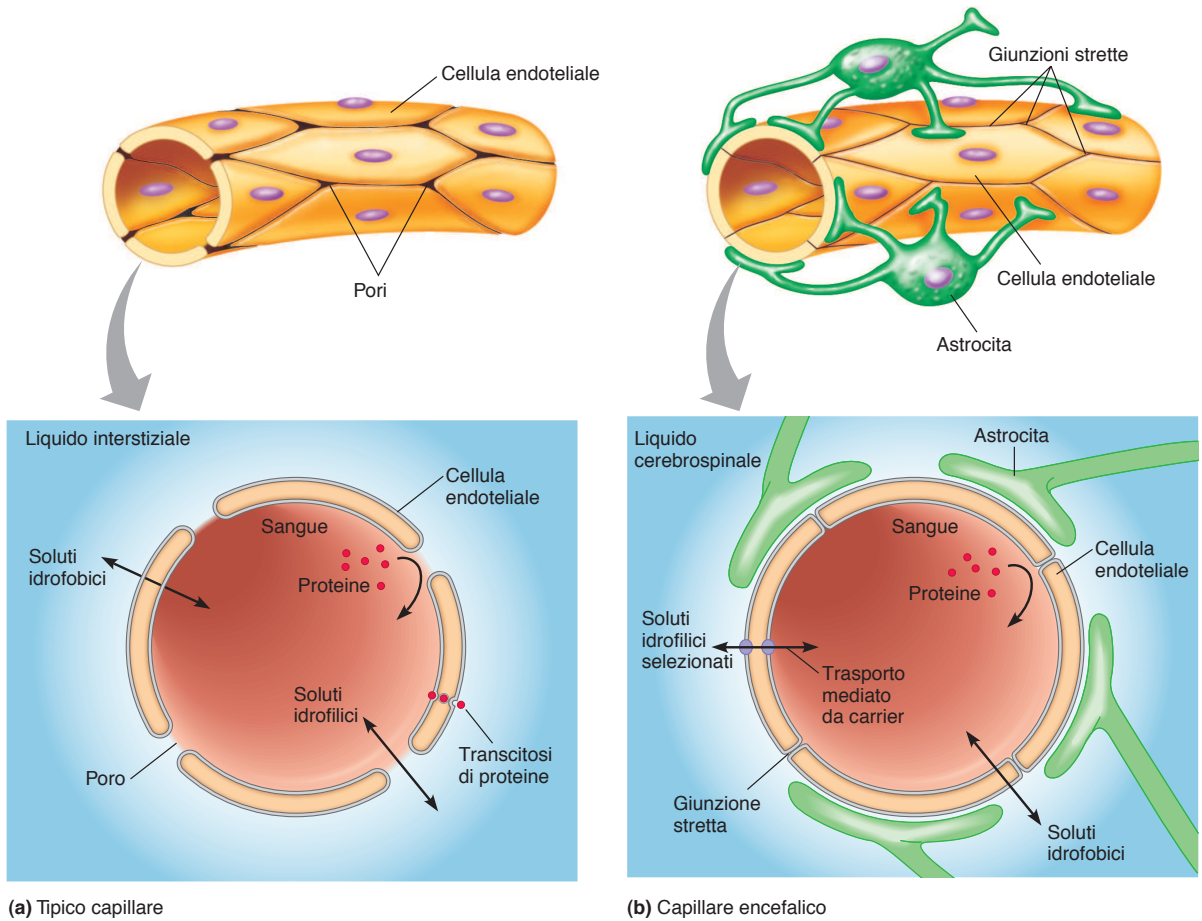 Cellula endoteliale
Pori
Giunzioni strette
Cellula endoteliale
Astrocita
Liquido interstiziale
Cellula
endoteliale
Sangue
Soluti
idrofobici
Proteine
Soluti
idrofilici
Transcitosi
di proteine
Poro
(a) Tipico capillare
Liquido
cerebrospinale
Astrocita
Sangue
Cellula
endoteliale
Proteine
Soluti
idrofilici
selezionati
Trasporto
mediato
da carrier
Giunzione
stretta
Soluti
idrofobici
(b) Capillare encefalico